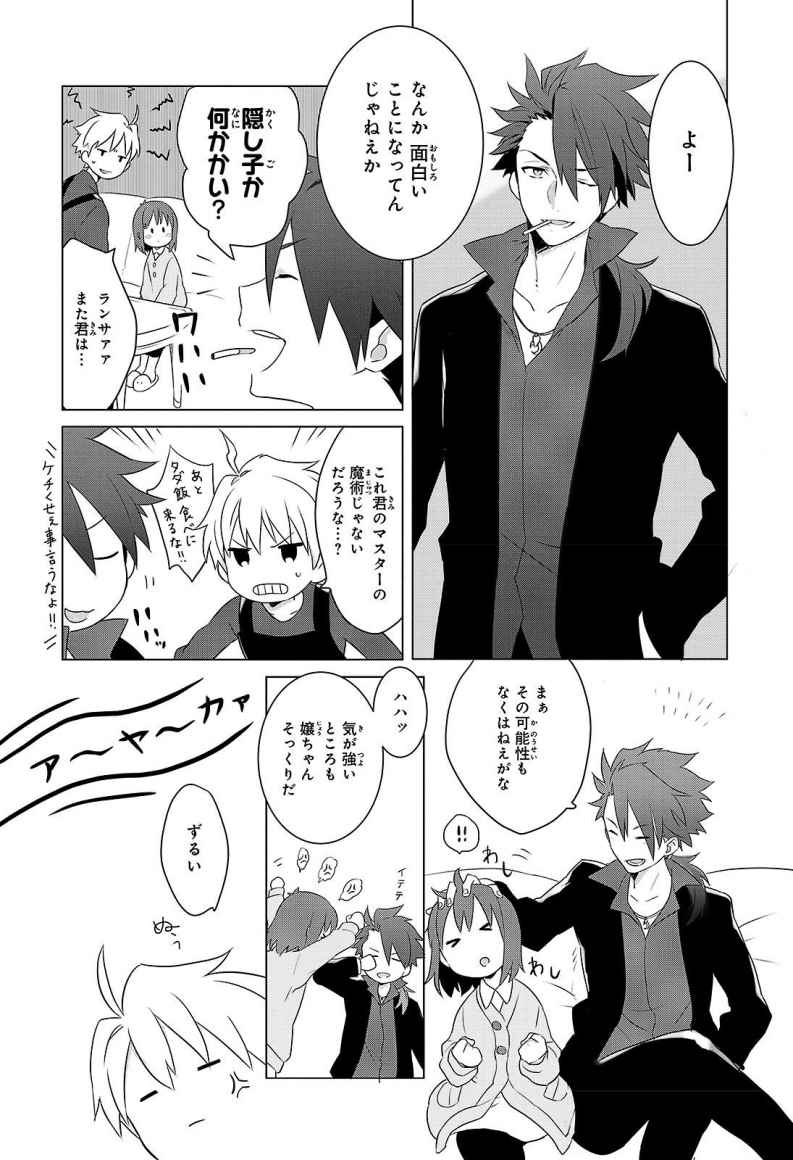 よー
なんか面白い
ことになってん
じゃねえか
隠し子か
何かかい?
ワハハハ
ランサァァ
また君は…
これ君のマスターの
魔術じゃない
だろうな…?
あと
タダ飯食べに
来るな!!
ケチくせぇ事言うなよ!!
まぁ
その可能性も
なくはねえがな
!!
わし
わし
ハハッ
気が強い
ところも
嬢ちゃん
そっくりだ
イテテ
ア〜ヤ〜カァ
ずるい
ぬぅ